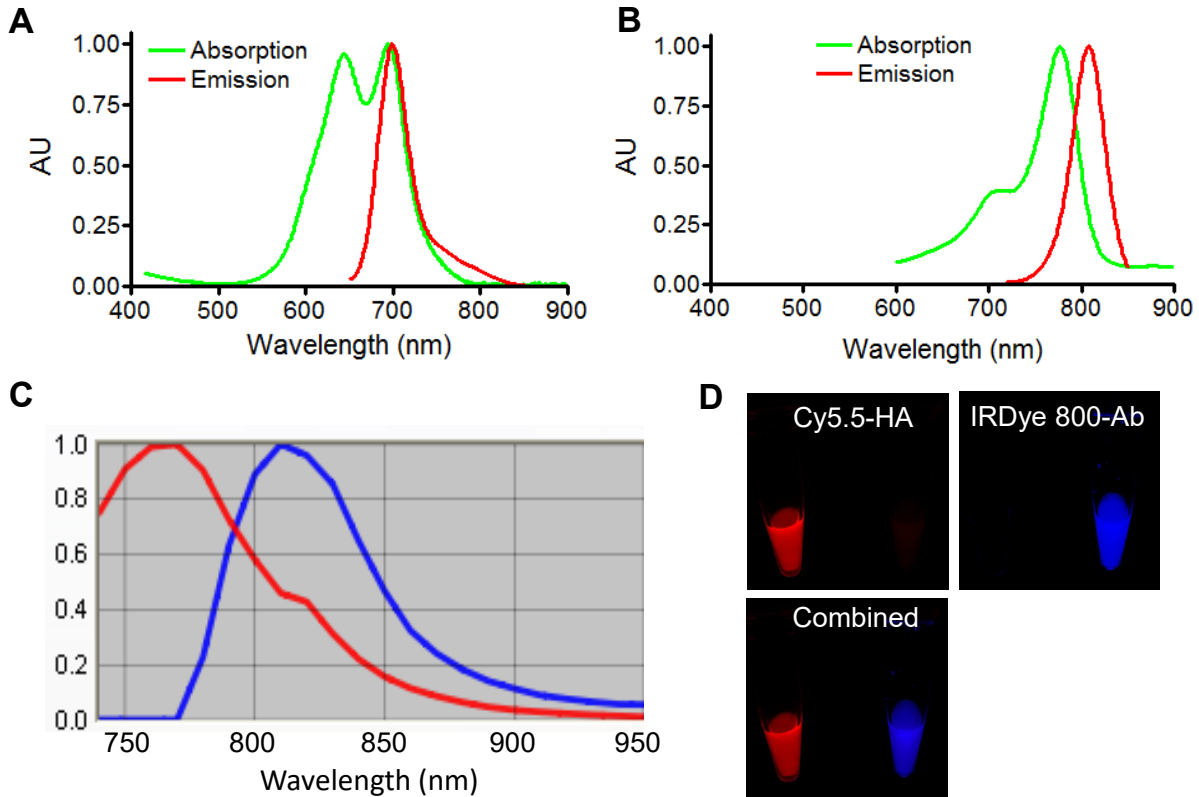 A
1.00
0.75
0.50
0.25
0.00
AU
Absorption
Emission
400 500 600 700 800 900
Wavelength (nm)
B
1.00
0.75
0.50
0.25
0.00
AU
Absorption
Emission
400 500 600 700 800 900
Wavelength (nm)
C
1.0
0.8
0.6
0.4
0.2
0.0
750 800 850 900 950
Wavelength (nm)
D
Cy5.5-HA
IRDye 800-Ab
Combined